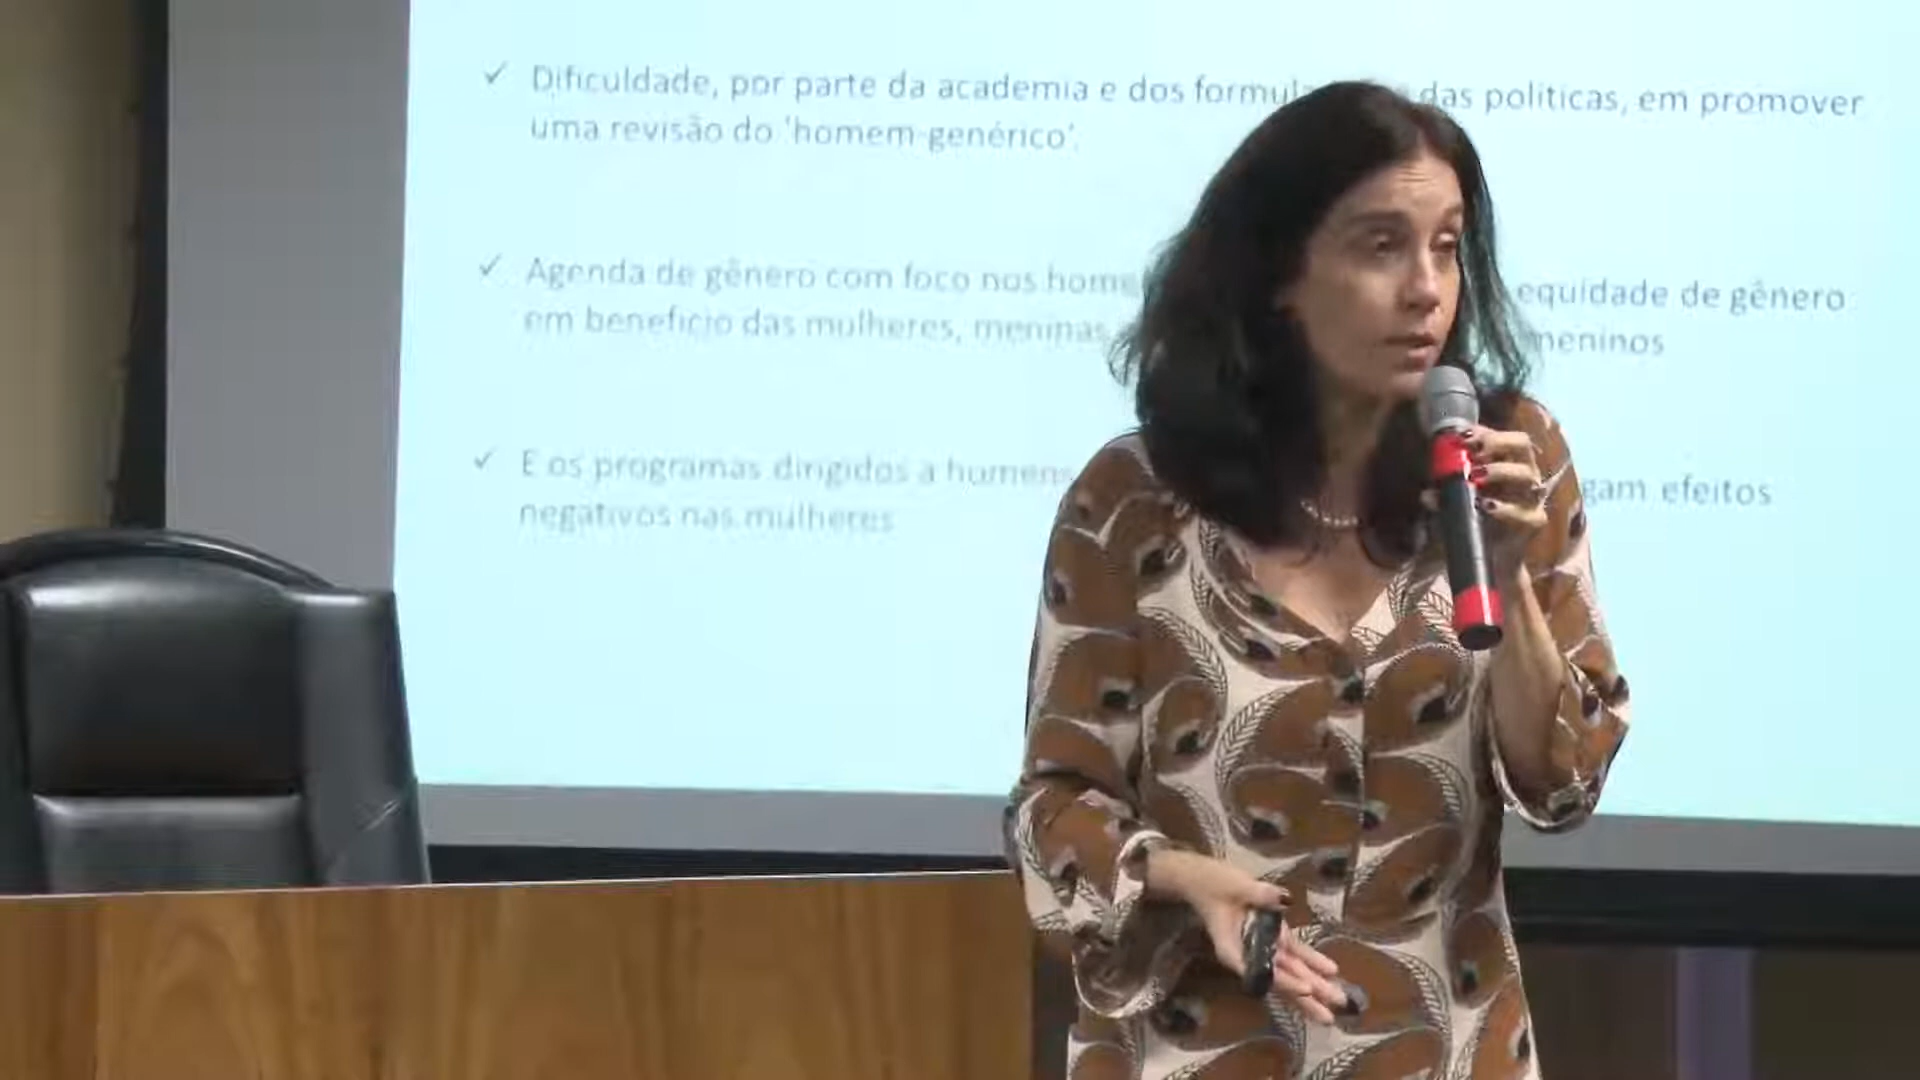 Dificuldade, por parte da academia e dos formul das políticas, em promover
uma revisão do 'homem-genérico'.
Agenda de gênero com foco nos home equidade de gênero
em benefício das mulheres, meninas meninos
E os programas dirigidos a homens gam efeitos
negativos nas mulheres